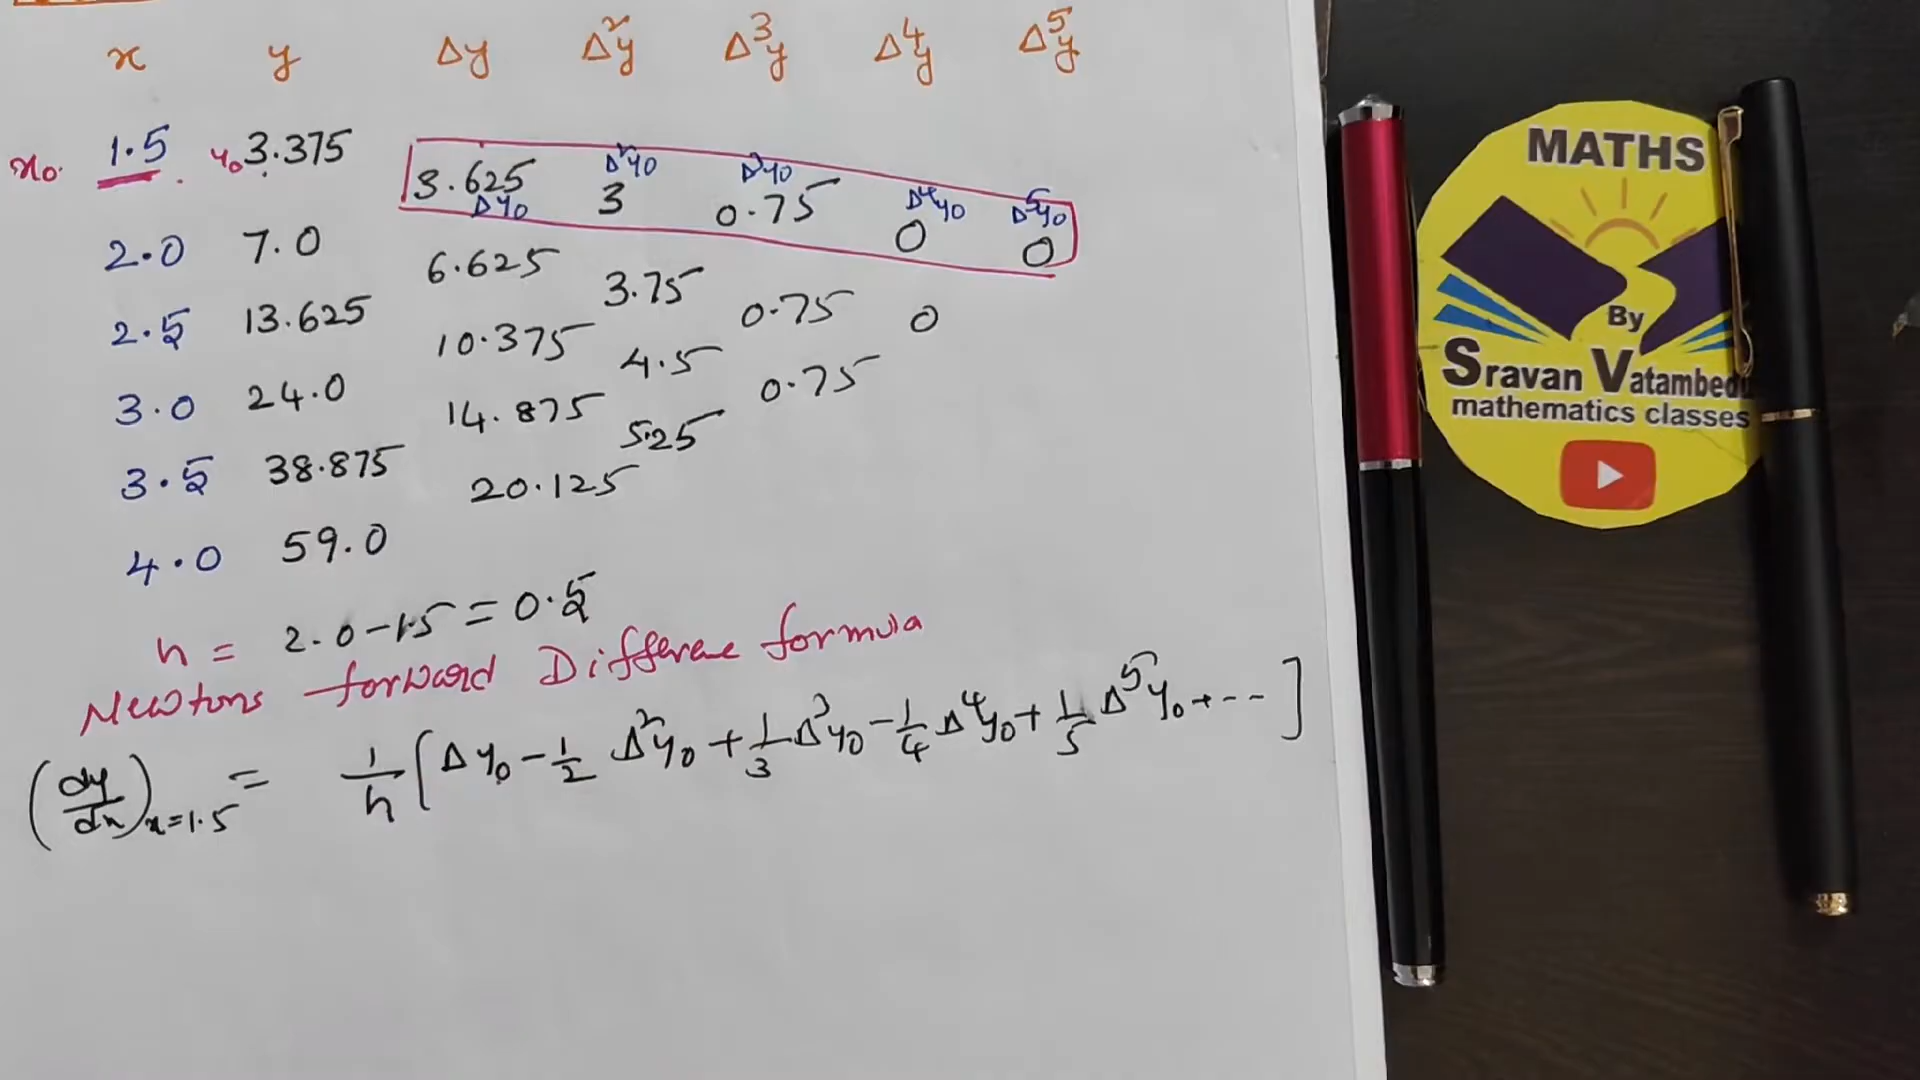 x y Δy Δ²y Δ³y Δ⁴y Δ⁵y
x₀. 1.5 y₀ 3.375
3.625 Δy₀ Δ²y₀ 3 Δ³y₀ 0.75 Δ⁴y₀ 0 Δ⁵y₀ 0
2.0 7.0
6.625 3.75 0.75 0
2.5 13.625
10.375 4.5 0.75
3.0 24.0
14.875 5.25
3.5 38.875
20.125
4.0 59.0
h = 2.0-1.5 = 0.5
Newtons forward Differene formula
(dy/dx)x=1.5 = 1/h [Δy₀ - 1/2 Δ²y₀ + 1/3 Δ³y₀ - 1/4 Δ⁴y₀ + 1/5 Δ⁵y₀ + --- ]
MATHS
By
Sravan Vatambedu
mathematics classes